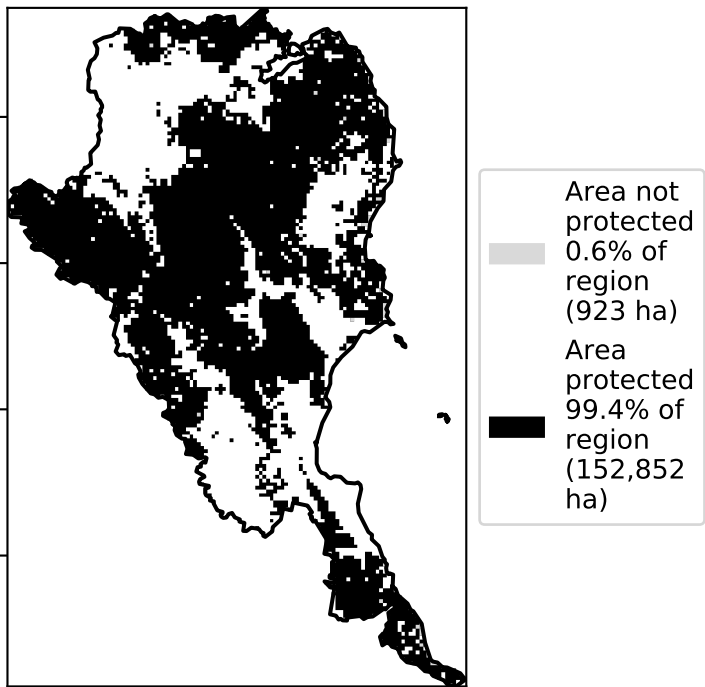 Area not
protected
0.6% of
region
(923 ha)
Area
protected
99.4% of
region
(152,852
ha)